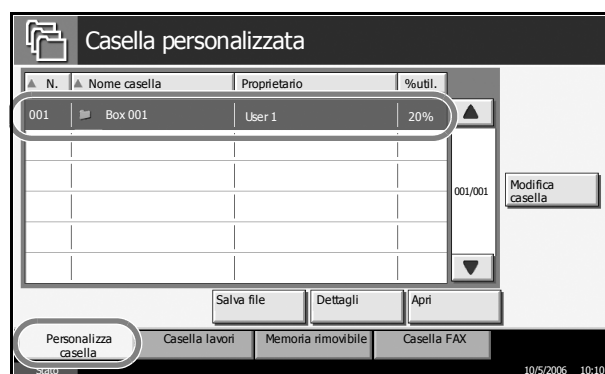 Casella personalizzata
N. Nome casella Proprietario %util.
001 Box 001 User 1 20%
001/001
Modifica
casella
Salva file Dettagli Apri
Personalizza
casella
Casella lavori Memoria rimovibile Casella FAX
Stato 10/5/2006 10:10